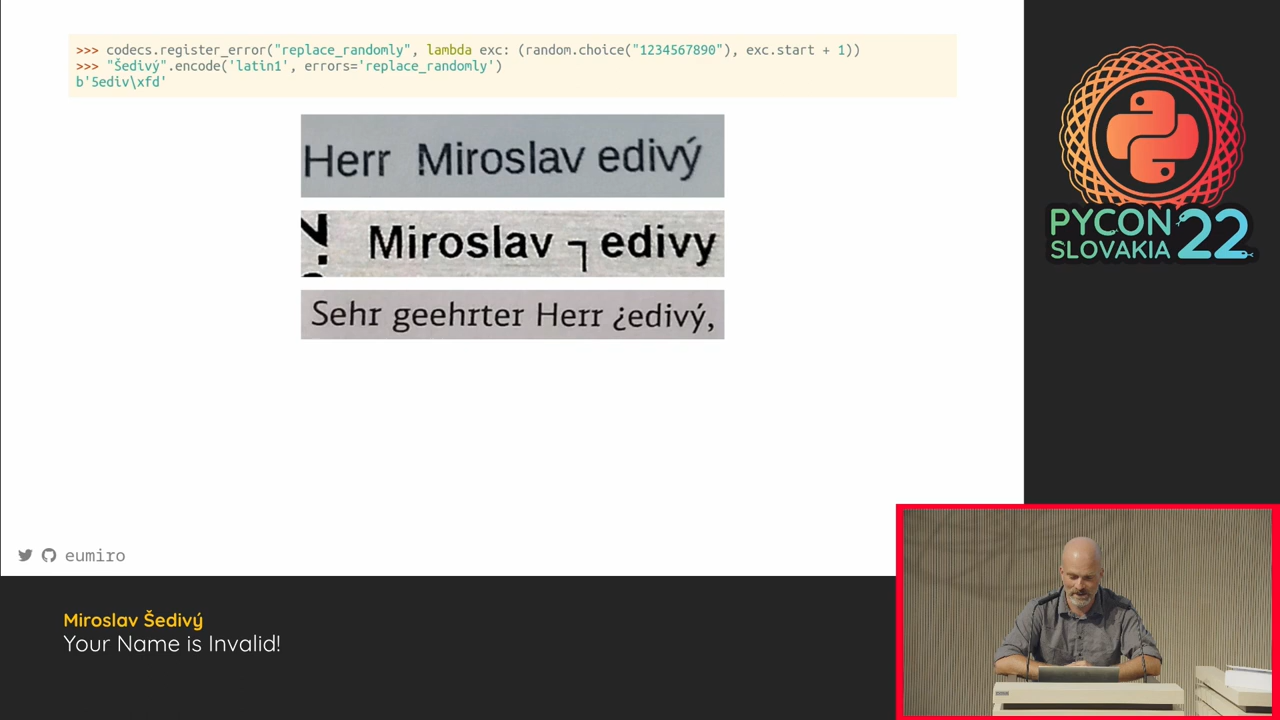 >>> codecs.register_error("replace_randomly", lambda exc: (random.choice("1234567890"), exc.start + 1))
>>> "Šedivý".encode('latin1', errors='replace_randomly')
b'5ediv\xfd'
Herr Miroslav edivý
Miroslav ┐edivy
Sehr geehrter Herr ¿edivý,
eumiro
PYCON 22
SLOVAKIA
Miroslav Šedivý
Your Name is Invalid!